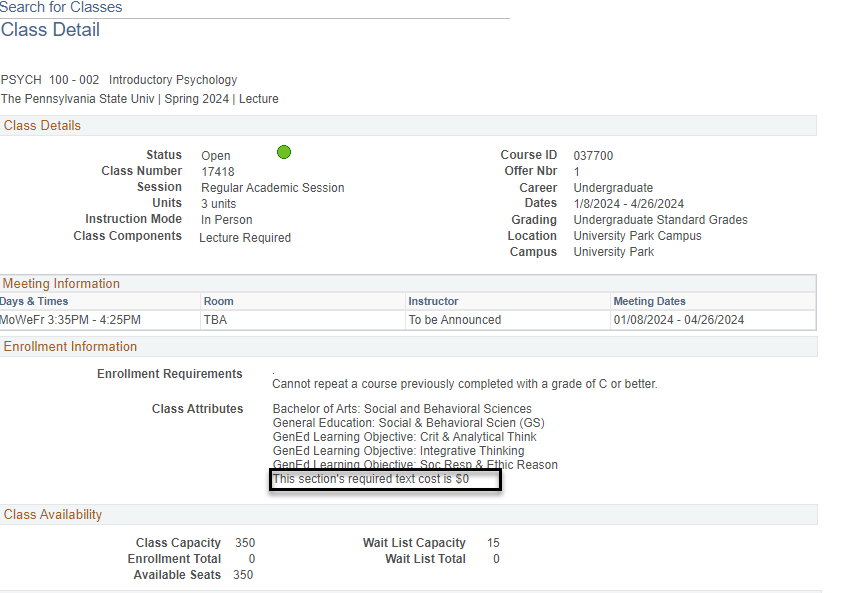 Search for Classes
Class Detail
PSYCH 100 - 002 Introductory Psychology
The Pennsylvania State Univ | Spring 2024 | Lecture
Class Details
Status Open Course ID 037700
Class Number 17418 Offer Nbr 1
Session Regular Academic Session Career Undergraduate
Units 3 units Dates 1/8/2024 - 4/26/2024
Instruction Mode In Person Grading Undergraduate Standard Grades
Class Components Lecture Required Location University Park Campus
Campus University Park
Meeting Information
Days & Times Room Instructor Meeting Dates
MoWeFr 3:35PM - 4:25PM TBA To be Announced 01/08/2024 - 04/26/2024
Enrollment Information
Enrollment Requirements .
Cannot repeat a course previously completed with a grade of C or better.
Class Attributes Bachelor of Arts: Social and Behavioral Sciences
General Education: Social & Behavioral Scien (GS)
GenEd Learning Objective: Crit & Analytical Think
GenEd Learning Objective: Integrative Thinking
GenEd Learning Objective: Soc Resp & Ethic Reason
This section's required text cost is $0
Class Availability
Class Capacity 350 Wait List Capacity 15
Enrollment Total 0 Wait List Total 0
Available Seats 350